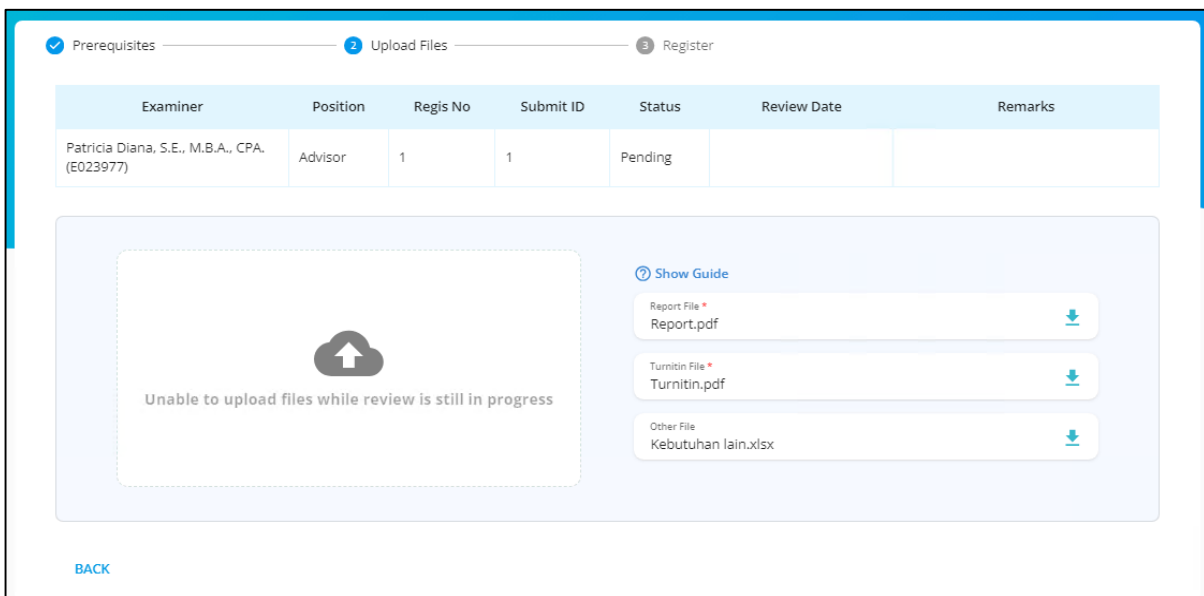 Prerequisites 2 Upload Files 3 Register
Examiner Position Regis No Submit ID Status Review Date Remarks
Patricia Diana, S.E., M.B.A., CPA.
(E023977) Advisor 1 1 Pending
Show Guide
Report File *
Report.pdf
Turnitin File *
Turnitin.pdf
Other File
Kebutuhan lain.xlsx
Unable to upload files while review is still in progress
BACK